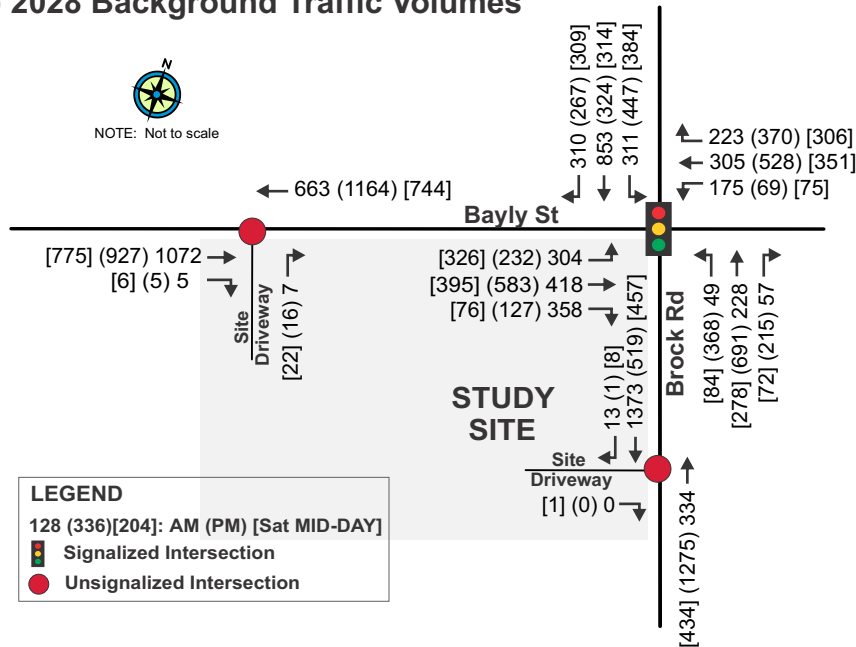 2028 Background Traffic Volumes
N
NOTE: Not to scale
310 (267) [309]
853 (324) [314]
311 (447) [384]
223 (370) [306]
305 (528) [351]
175 (69) [75]
663 (1164) [744]
Bayly St
[775] (927) 1072
[6] (5) 5
Site
Driveway
[22] (16) 7
[326] (232) 304
[395] (583) 418
[76] (127) 358
13 (1) [8]
1373 (519) [457]
Brock Rd
[84] (368) 49
[278] (691) 228
[72] (215) 57
STUDY
SITE
Site
Driveway
[1] (0) 0
[434] (1275) 334
LEGEND
128 (336)[204]: AM (PM) [Sat MID-DAY]
Signalized Intersection
Unsignalized Intersection